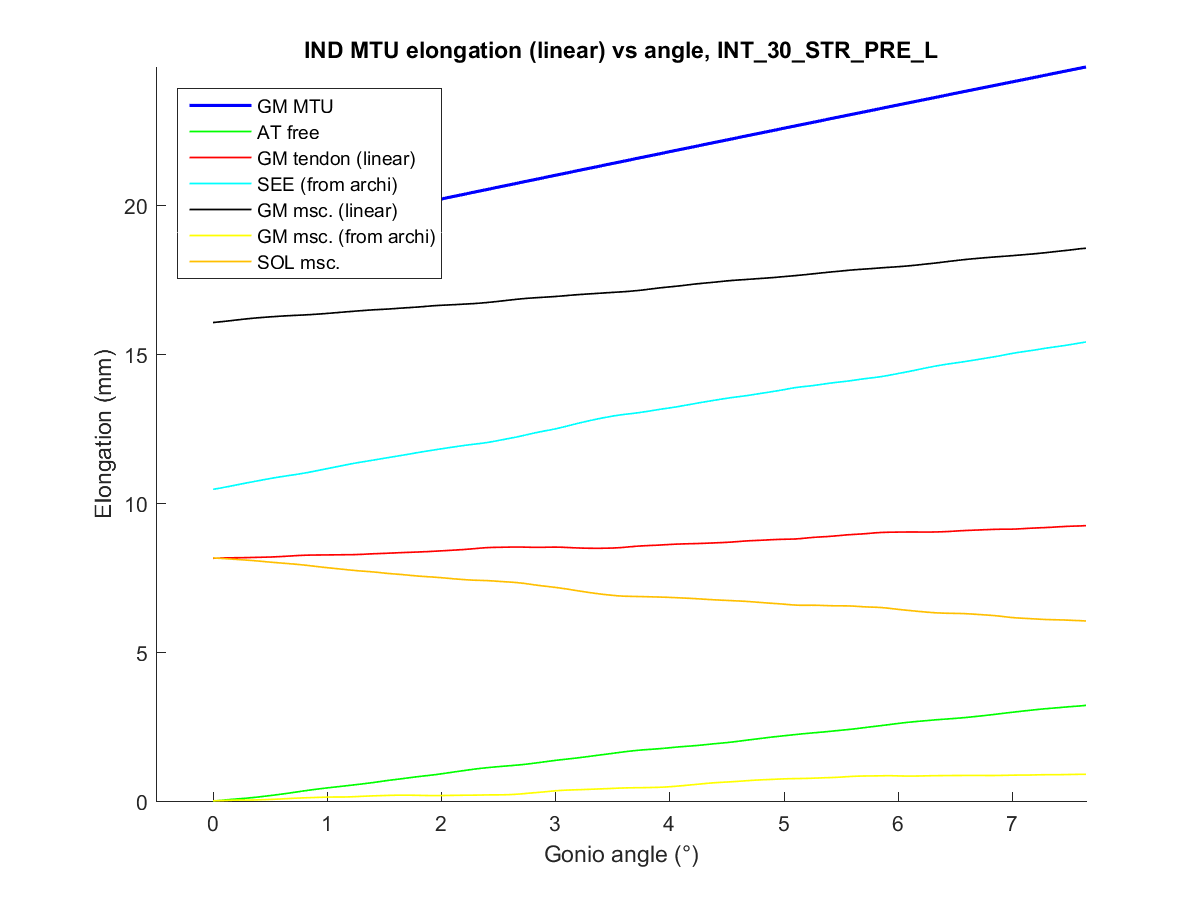 IND MTU elongation (linear) vs angle, INT_30_STR_PRE_L
GM MTU
AT free
GM tendon (linear)
SEE (from archi)
GM msc. (linear)
GM msc. (from archi)
SOL msc.
20
15
10
5
0
Elongation (mm)
0 1 2 3 4 5 6 7
Gonio angle (°)